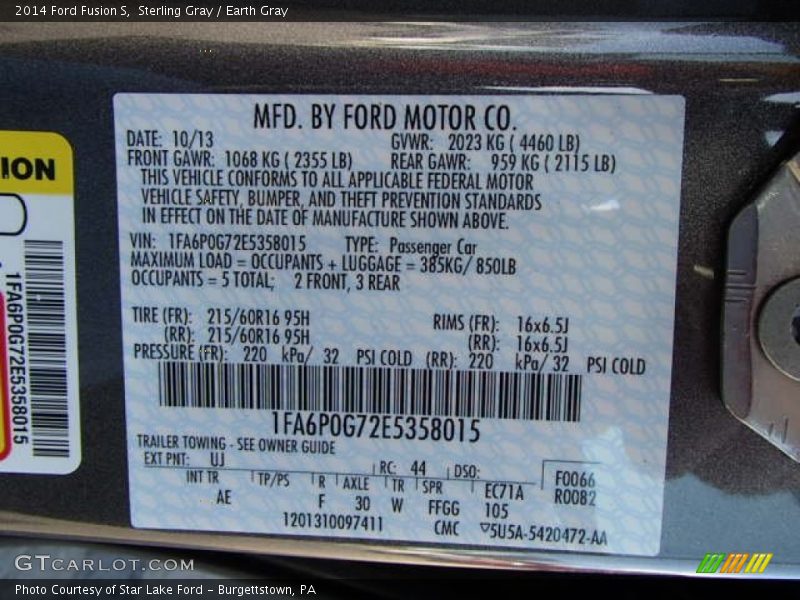 2014 Ford Fusion S,  Sterling Gray / Earth Gray
MFD. BY FORD MOTOR CO.
DATE: 10/13 GVWR: 2023 KG ( 4460 LB)
FRONT GAWR: 1068 KG ( 2355 LB) REAR GAWR: 959 KG ( 2115 LB)
THIS VEHICLE CONFORMS TO ALL APPLICABLE FEDERAL MOTOR
VEHICLE SAFETY, BUMPER, AND THEFT PREVENTION STANDARDS
IN EFFECT ON THE DATE OF MANUFACTURE SHOWN ABOVE.
VIN: 1FA6P0G72E5358015 TYPE: Passenger Car
MAXIMUM LOAD = OCCUPANTS + LUGGAGE = 385KG/ 850LB
OCCUPANTS = 5 TOTAL; 2 FRONT, 3 REAR
TIRE (FR): 215/60R16 95H RIMS (FR): 16x6.5J
(RR): 215/60R16 95H (RR): 16x6.5J
PRESSURE (FR): 220 kPa/ 32 PSI COLD (RR): 220 kPa/ 32 PSI COLD
1FA6P0G72E5358015
TRAILER TOWING - SEE OWNER GUIDE
EXT PNT: UJ RC: 44 DSO: F0066
INT TR TP/PS R AXLE TR SPR EC71A R0082
AE F 30 W FFGG 105
1201310097411 CMC ▽5U5A-5420472-AA
ION
1FA6P0G72E5358015
GTCARLOT.COM
Photo Courtesy of Star Lake Ford - Burgettstown, PA